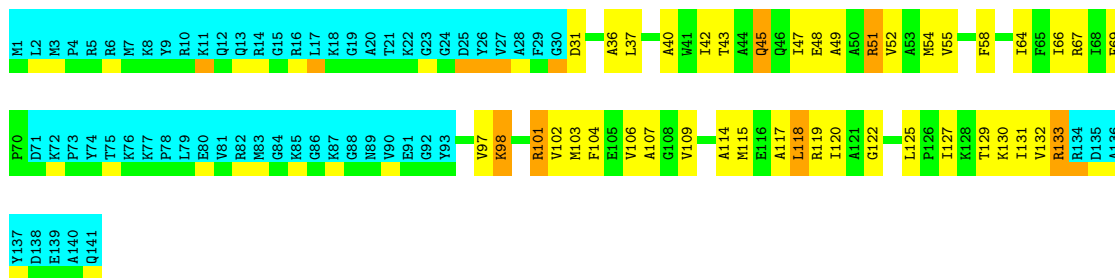 M1 L2 M3 P4 R5 R6 M7 K8 Y9 R10 K11 Q12 Q13 R14 G15 R16 L17 K18 G19 A20 T21 K22 G23 G24 D25 Y26 V27 A28 F29 G30 D31 A36 L37 A40 W41 I42 T43 A44 Q45 Q46 I47 E48 A49 A50 R51 V52 A53 M54 V55 F58 I64 F65 I66 R67 I68 F69
P70 D71 K72 P73 Y74 T75 K76 K77 P78 L79 E80 V81 R82 M83 G84 K85 G86 K87 G88 N89 V90 E91 G92 Y93 V97 K98 R101 V102 M103 F104 E105 V106 A107 G108 V109 A114 M115 E116 A117 L118 R119 I120 A121 G122 L125 P126 I127 K128 T129 K130 I131 V132 R133 R134 D135 A136
Y137 D138 E139 A140 Q141